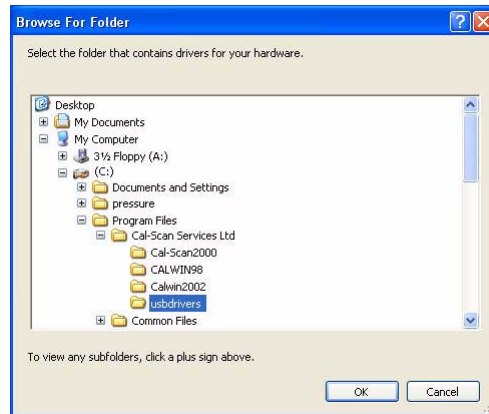 Browse For Folder
Select the folder that contains drivers for your hardware.
Desktop
My Documents
My Computer
3½ Floppy (A:)
(C:)
Documents and Settings
pressure
Program Files
Cal-Scan Services Ltd
Cal-Scan2000
CALWIN98
Calwin2002
usbdrivers
Common Files
To view any subfolders, click a plus sign above.
OK Cancel